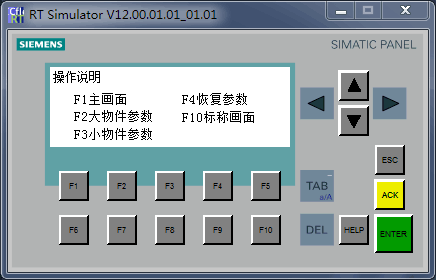 RT Simulator V12.00.01.01_01.01
SIEMENS
SIMATIC PANEL
操作说明
F1主画面 F4恢复参数
F2大物件参数 F10标称画面
F3小物件参数
ESC
F1 F2 F3 F4 F5 TAB a/A ACK
F6 F7 F8 F9 F10 DEL HELP ENTER